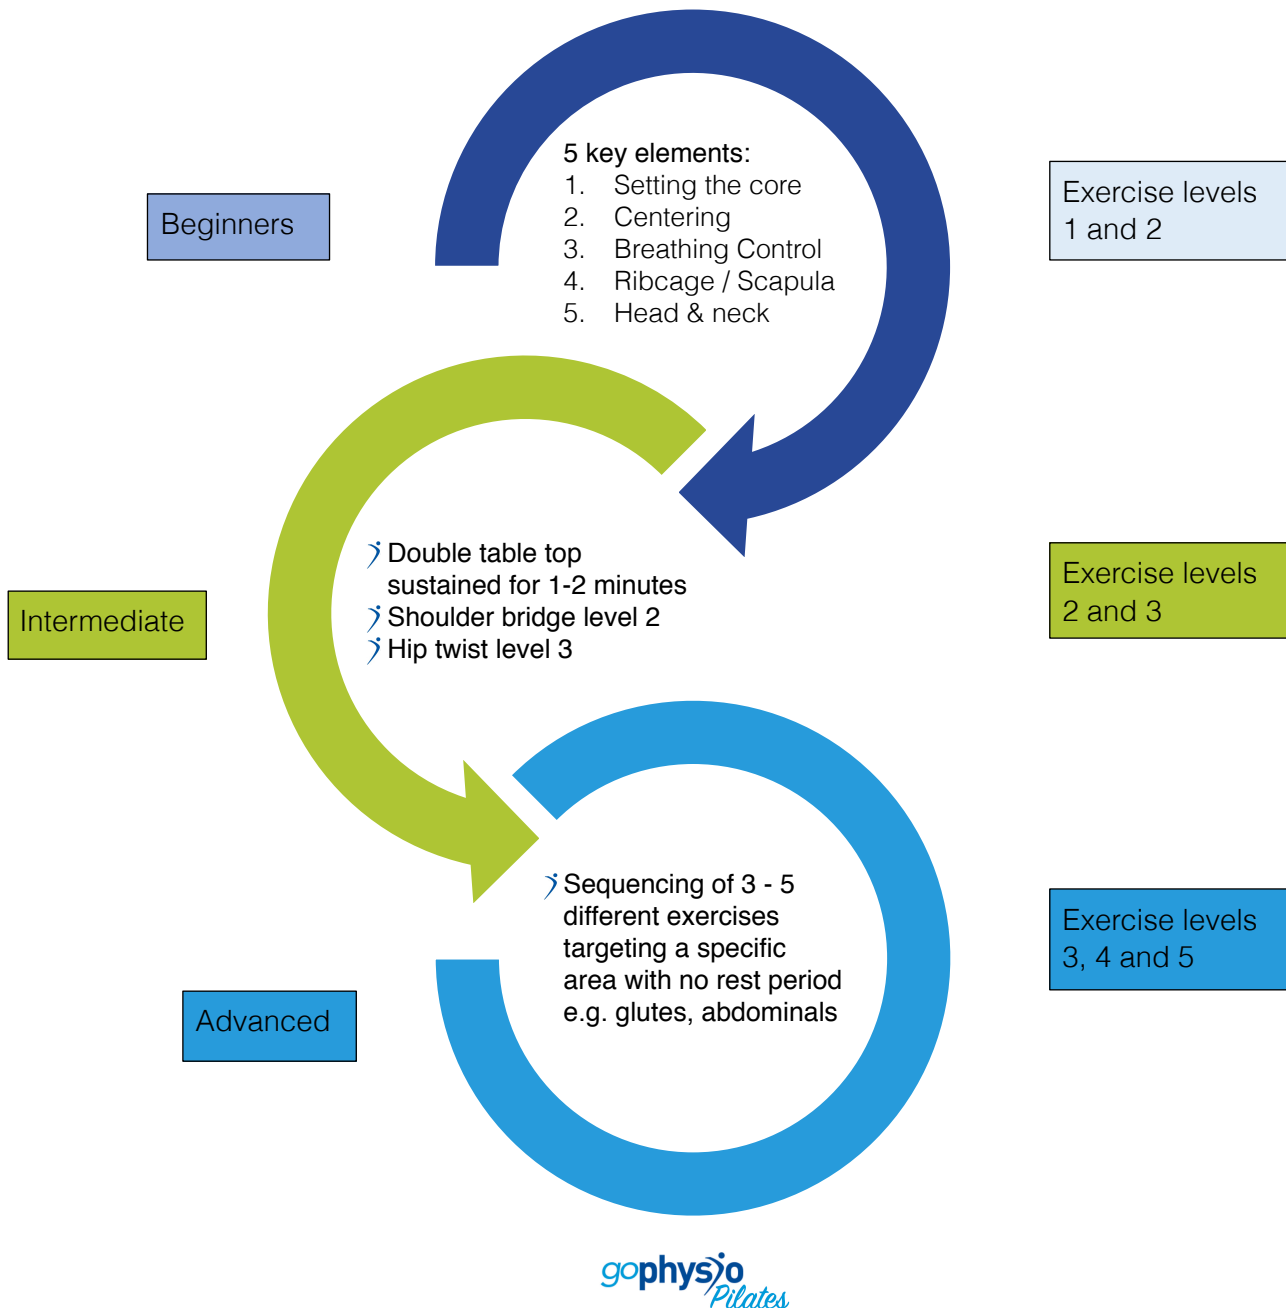 5 key elements:
1. Setting the core
2. Centering
3. Breathing Control
4. Ribcage / Scapula
5. Head & neck
Beginners
Exercise levels
1 and 2
Double table top
sustained for 1-2 minutes
Shoulder bridge level 2
Hip twist level 3
Intermediate
Exercise levels
2 and 3
Sequencing of 3 - 5
different exercises
targeting a specific
area with no rest period
e.g. glutes, abdominals
Advanced
Exercise levels
3, 4 and 5
gophysio
Pilates